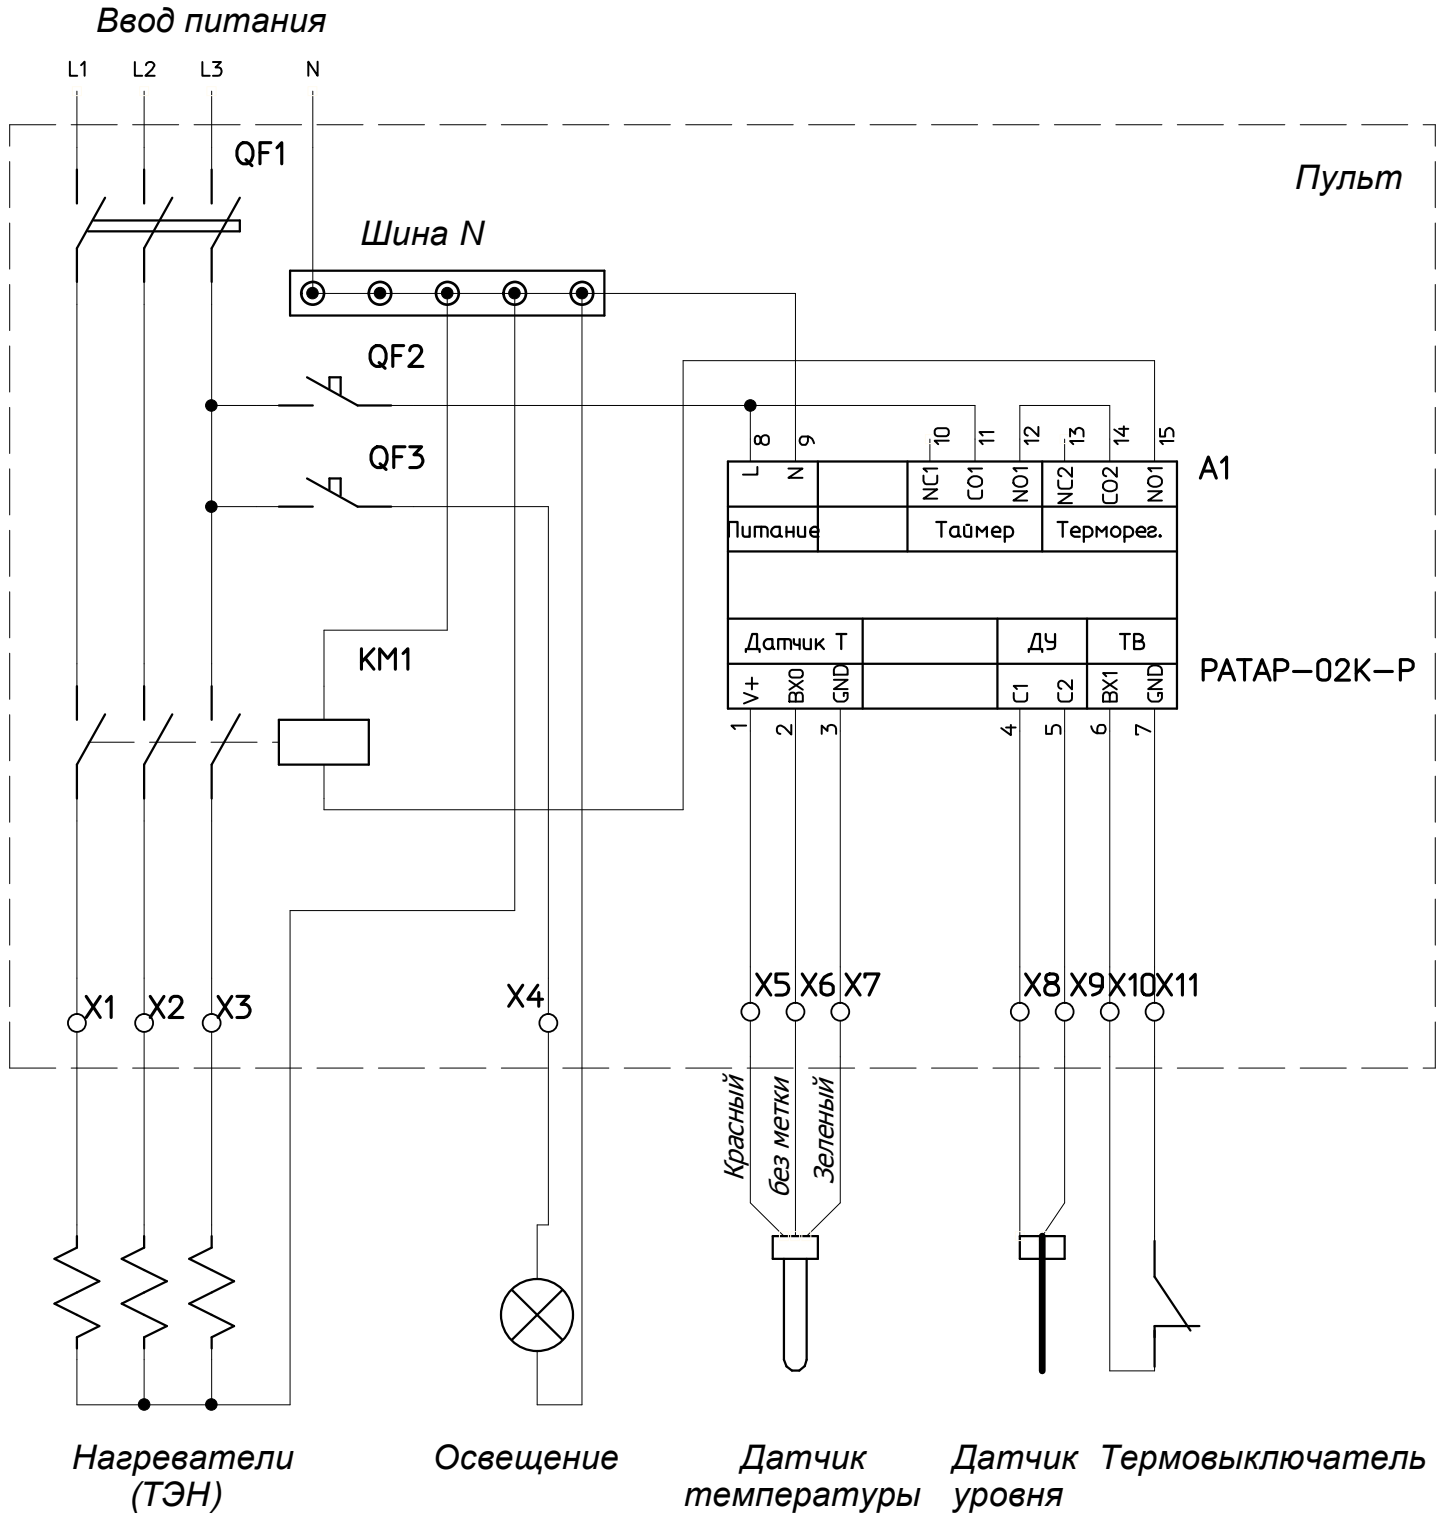 Ввод питания
L1 L2 L3 N
QF1
Пульт
Шина N
QF2
QF3
8 9 10 11 12 13 14 15
L N NC1 CO1 NO1 NC2 CO2 NO1
A1
Питание Таймер Терморег.
KM1
Датчик Т ДУ ТВ
РАТАР-02К-Р
V+ BX0 GND C1 C2 BX1 GND
1 2 3 4 5 6 7
X1 X2 X3 X4 X5 X6 X7 X8 X9 X10 X11
Красный
без метки
Зеленый
Нагреватели
(ТЭН)
Освещение
Датчик
температуры
Датчик
уровня
Термовыключатель